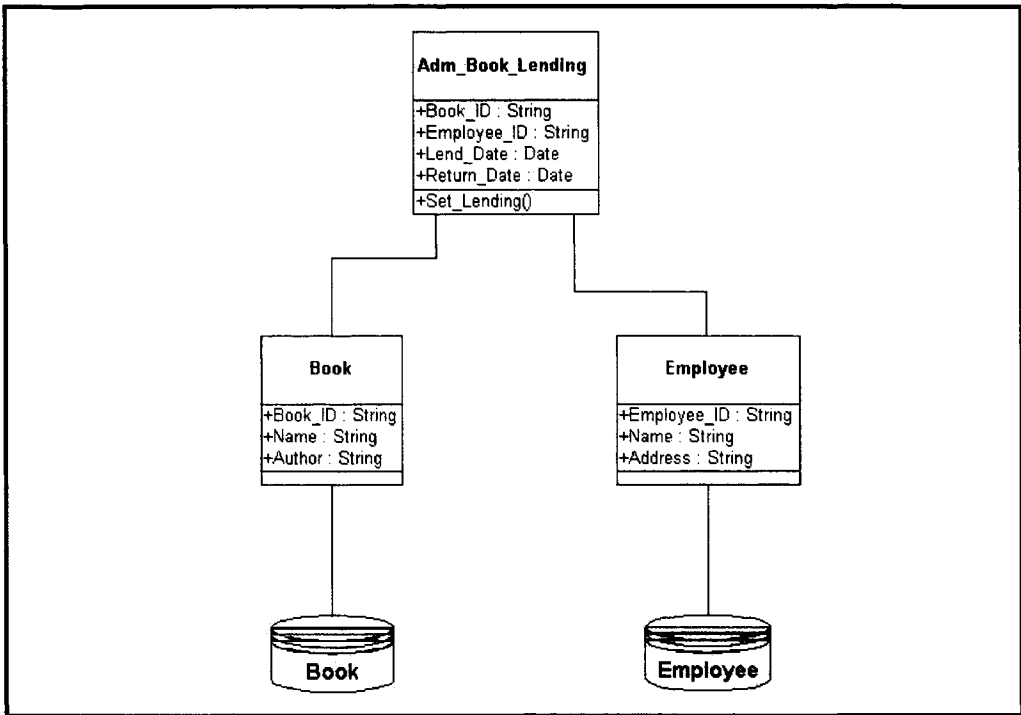 Adm_Book_Lending
+Book_ID : String
+Employee_ID : String
+Lend_Date : Date
+Return_Date : Date
+Set_Lending()
Book
+Book_ID : String
+Name : String
+Author : String
Employee
+Employee_ID : String
+Name : String
+Address : String
Book
Employee